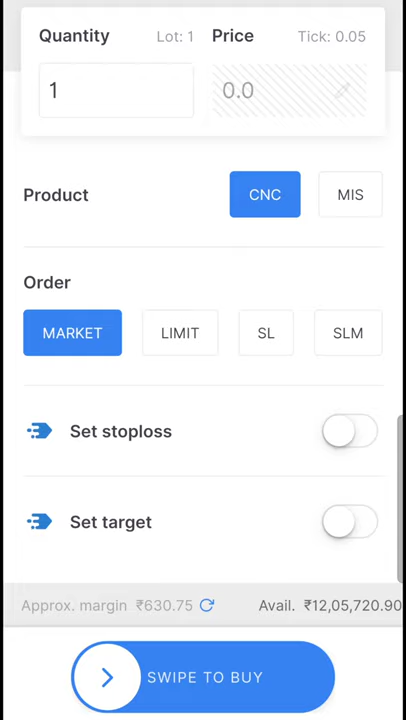 Quantity Lot: 1 Price Tick: 0.05
1 0.0
Product CNC MIS
Order
MARKET LIMIT SL SLM
Set stoploss
Set target
Approx. margin ₹630.75 Avail. ₹12,05,720.90
SWIPE TO BUY